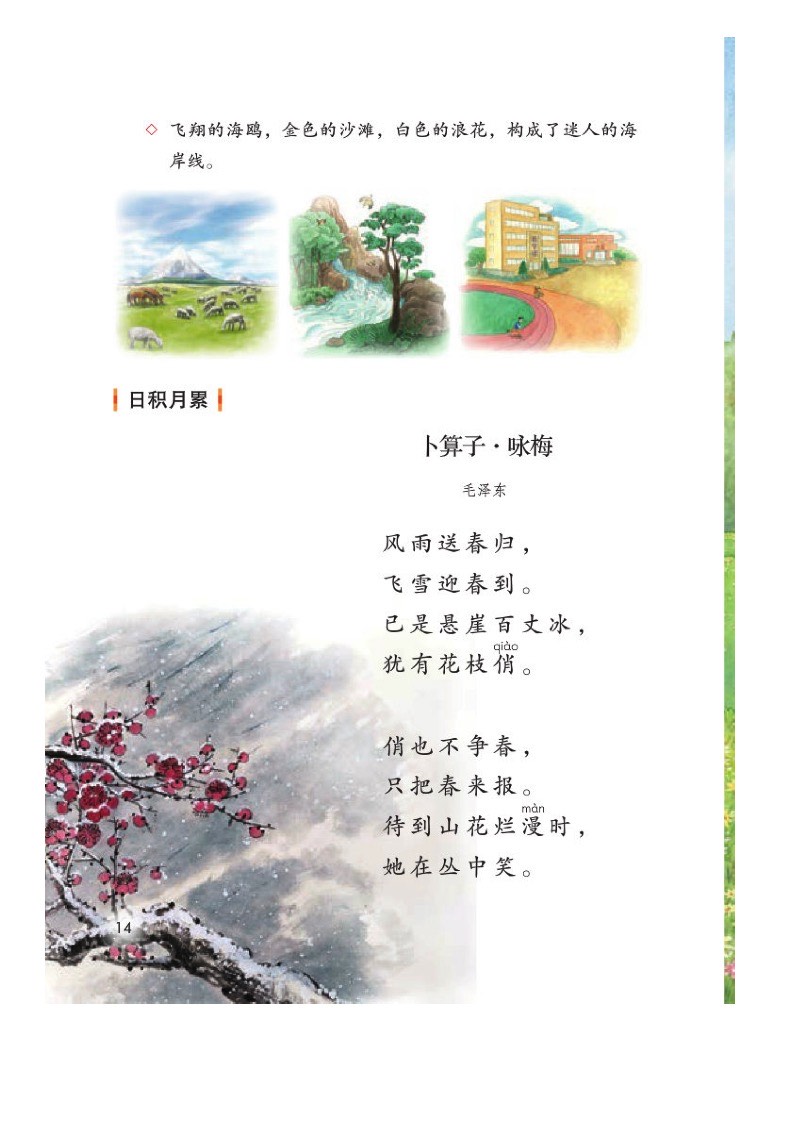 ◇ 飞翔的海鸥，金色的沙滩，白色的浪花，构成了迷人的海
岸线。
日积月累
卜算子·咏梅
毛泽东
风雨送春归，
飞雪迎春到。
已是悬崖百丈冰，
qiào
犹有花枝俏。
俏也不争春，
只把春来报。
màn
待到山花烂漫时，
她在丛中笑。
14